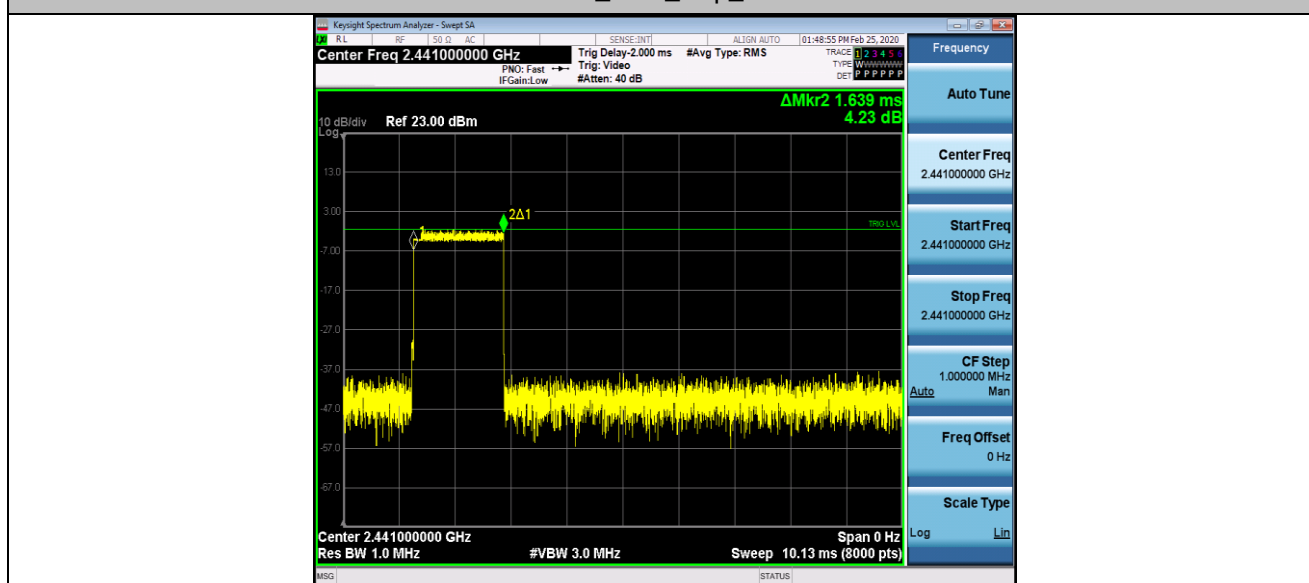 Keysight Spectrum Analyzer - Swept SA
RL RF 50 Ω AC SENSE:INT ALIGN AUTO 01:48:55 PM Feb 25, 2020
Center Freq 2.441000000 GHz
PNO: Fast
IFGain:Low
Trig Delay-2.000 ms
Trig: Video
#Atten: 40 dB
#Avg Type: RMS
TRACE 1 2 3 4 5 6
TYPE WWWWWW
DET P P P P P P
ΔMkr2 1.639 ms
4.23 dB
10 dB/div Ref 23.00 dBm
Log
13.0
3.00
-7.00
-17.0
-27.0
-37.0
-47.0
-57.0
-67.0
2Δ1
1
TRIG LVL
Center 2.441000000 GHz Span 0 Hz
Res BW 1.0 MHz #VBW 3.0 MHz Sweep 10.13 ms (8000 pts)
MSG STATUS
Frequency
Auto Tune
Center Freq
2.441000000 GHz
Start Freq
2.441000000 GHz
Stop Freq
2.441000000 GHz
CF Step
1.000000 MHz
Auto Man
Freq Offset
0 Hz
Scale Type
Log Lin